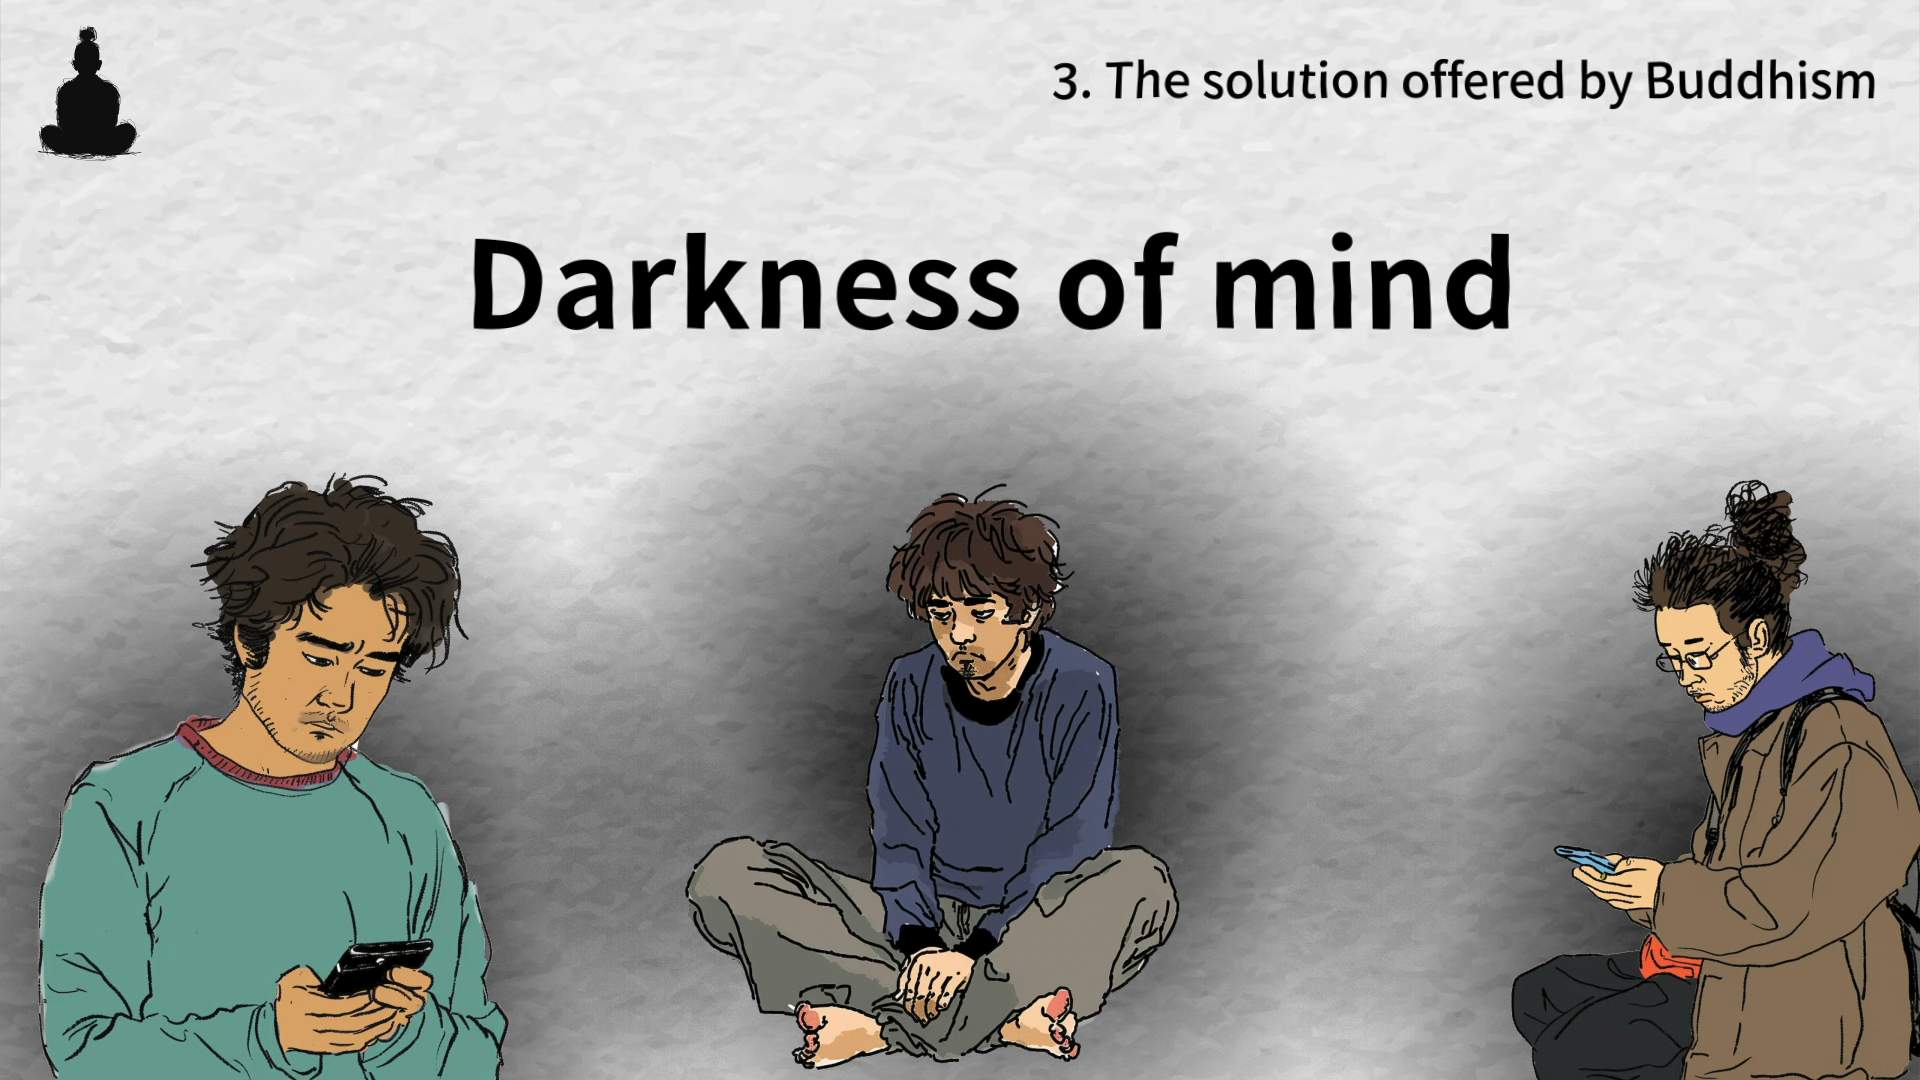 3. The solution offered by Buddhism
Darkness of mind